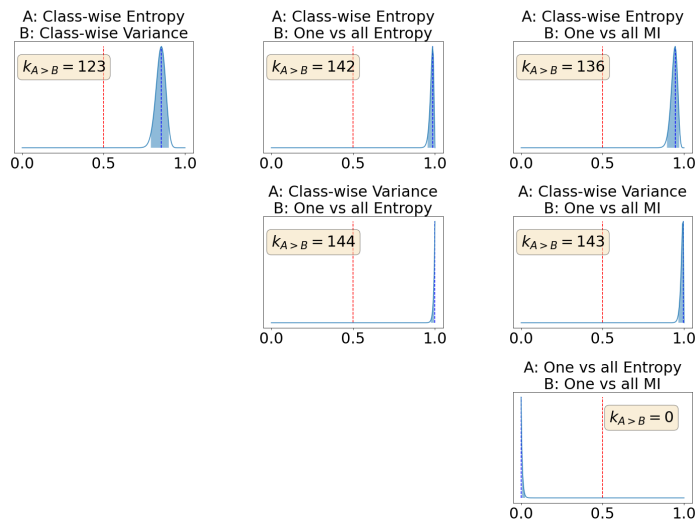 A: Class-wise Entropy
B: Class-wise Variance
k_{A>B} = 123
0.0 0.5 1.0
A: Class-wise Entropy
B: One vs all Entropy
k_{A>B} = 142
0.0 0.5 1.0
A: Class-wise Entropy
B: One vs all MI
k_{A>B} = 136
0.0 0.5 1.0
A: Class-wise Variance
B: One vs all Entropy
k_{A>B} = 144
0.0 0.5 1.0
A: Class-wise Variance
B: One vs all MI
k_{A>B} = 143
0.0 0.5 1.0
A: One vs all Entropy
B: One vs all MI
k_{A>B} = 0
0.0 0.5 1.0